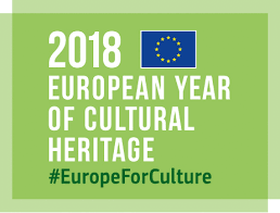 2018
EUROPEAN YEAR
OF CULTURAL
HERITAGE
#EuropeForCulture